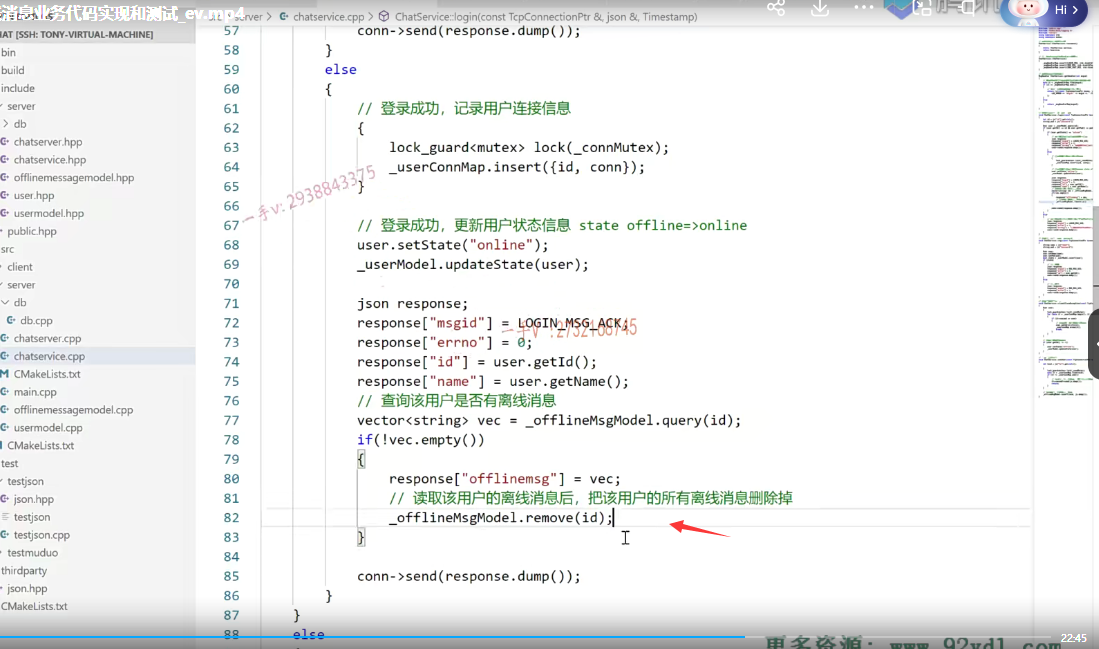 消息业务代码实现和测试_ev.mp4
server > chatservice.cpp > ChatService::login(const TcpConnectionPtr &, json &, Timestamp)
HAT [SSH: TONY-VIRTUAL-MACHINE]
bin
build
include
server
db
chatserver.hpp
chatservice.hpp
offlinemessagemodel.hpp
user.hpp
usermodel.hpp
public.hpp
src
client
server
db
db.cpp
chatserver.cpp
chatservice.cpp
CMakeLists.txt
main.cpp
offlinemessagemodel.cpp
usermodel.cpp
CMakeLists.txt
test
testjson
json.hpp
testjson
testjson.cpp
testmuduo
thirdparty
json.hpp
CMakeLists.txt
57 conn->send(response.dump());
58 }
59 else
60 {
61 // 登录成功，记录用户连接信息
62 {
63 lock_guard<mutex> lock(_connMutex);
64 _userConnMap.insert({id, conn});
65 }
66
67 // 登录成功，更新用户状态信息 state offline=>online
68 user.setState("online");
69 _userModel.updateState(user);
70
71 json response;
72 response["msgid"] = LOGIN_MSG_ACK;
73 response["errno"] = 0;
74 response["id"] = user.getId();
75 response["name"] = user.getName();
76 // 查询该用户是否有离线消息
77 vector<string> vec = _offlineMsgModel.query(id);
78 if(!vec.empty())
79 {
80 response["offlinemsg"] = vec;
81 // 读取该用户的离线消息后，把该用户的所有离线消息删除掉
82 _offlineMsgModel.remove(id);
83 }
84
85 conn->send(response.dump());
86 }
87 }
88 else
一手v: 2938843375
Hi >
22:45